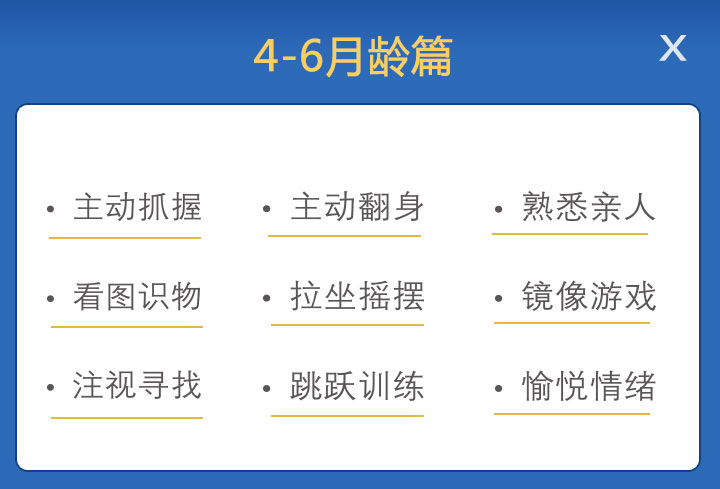 4-6月龄篇
X
• 主动抓握
• 主动翻身
• 熟悉亲人
• 看图识物
• 拉坐摇摆
• 镜像游戏
• 注视寻找
• 跳跃训练
• 愉悦情绪